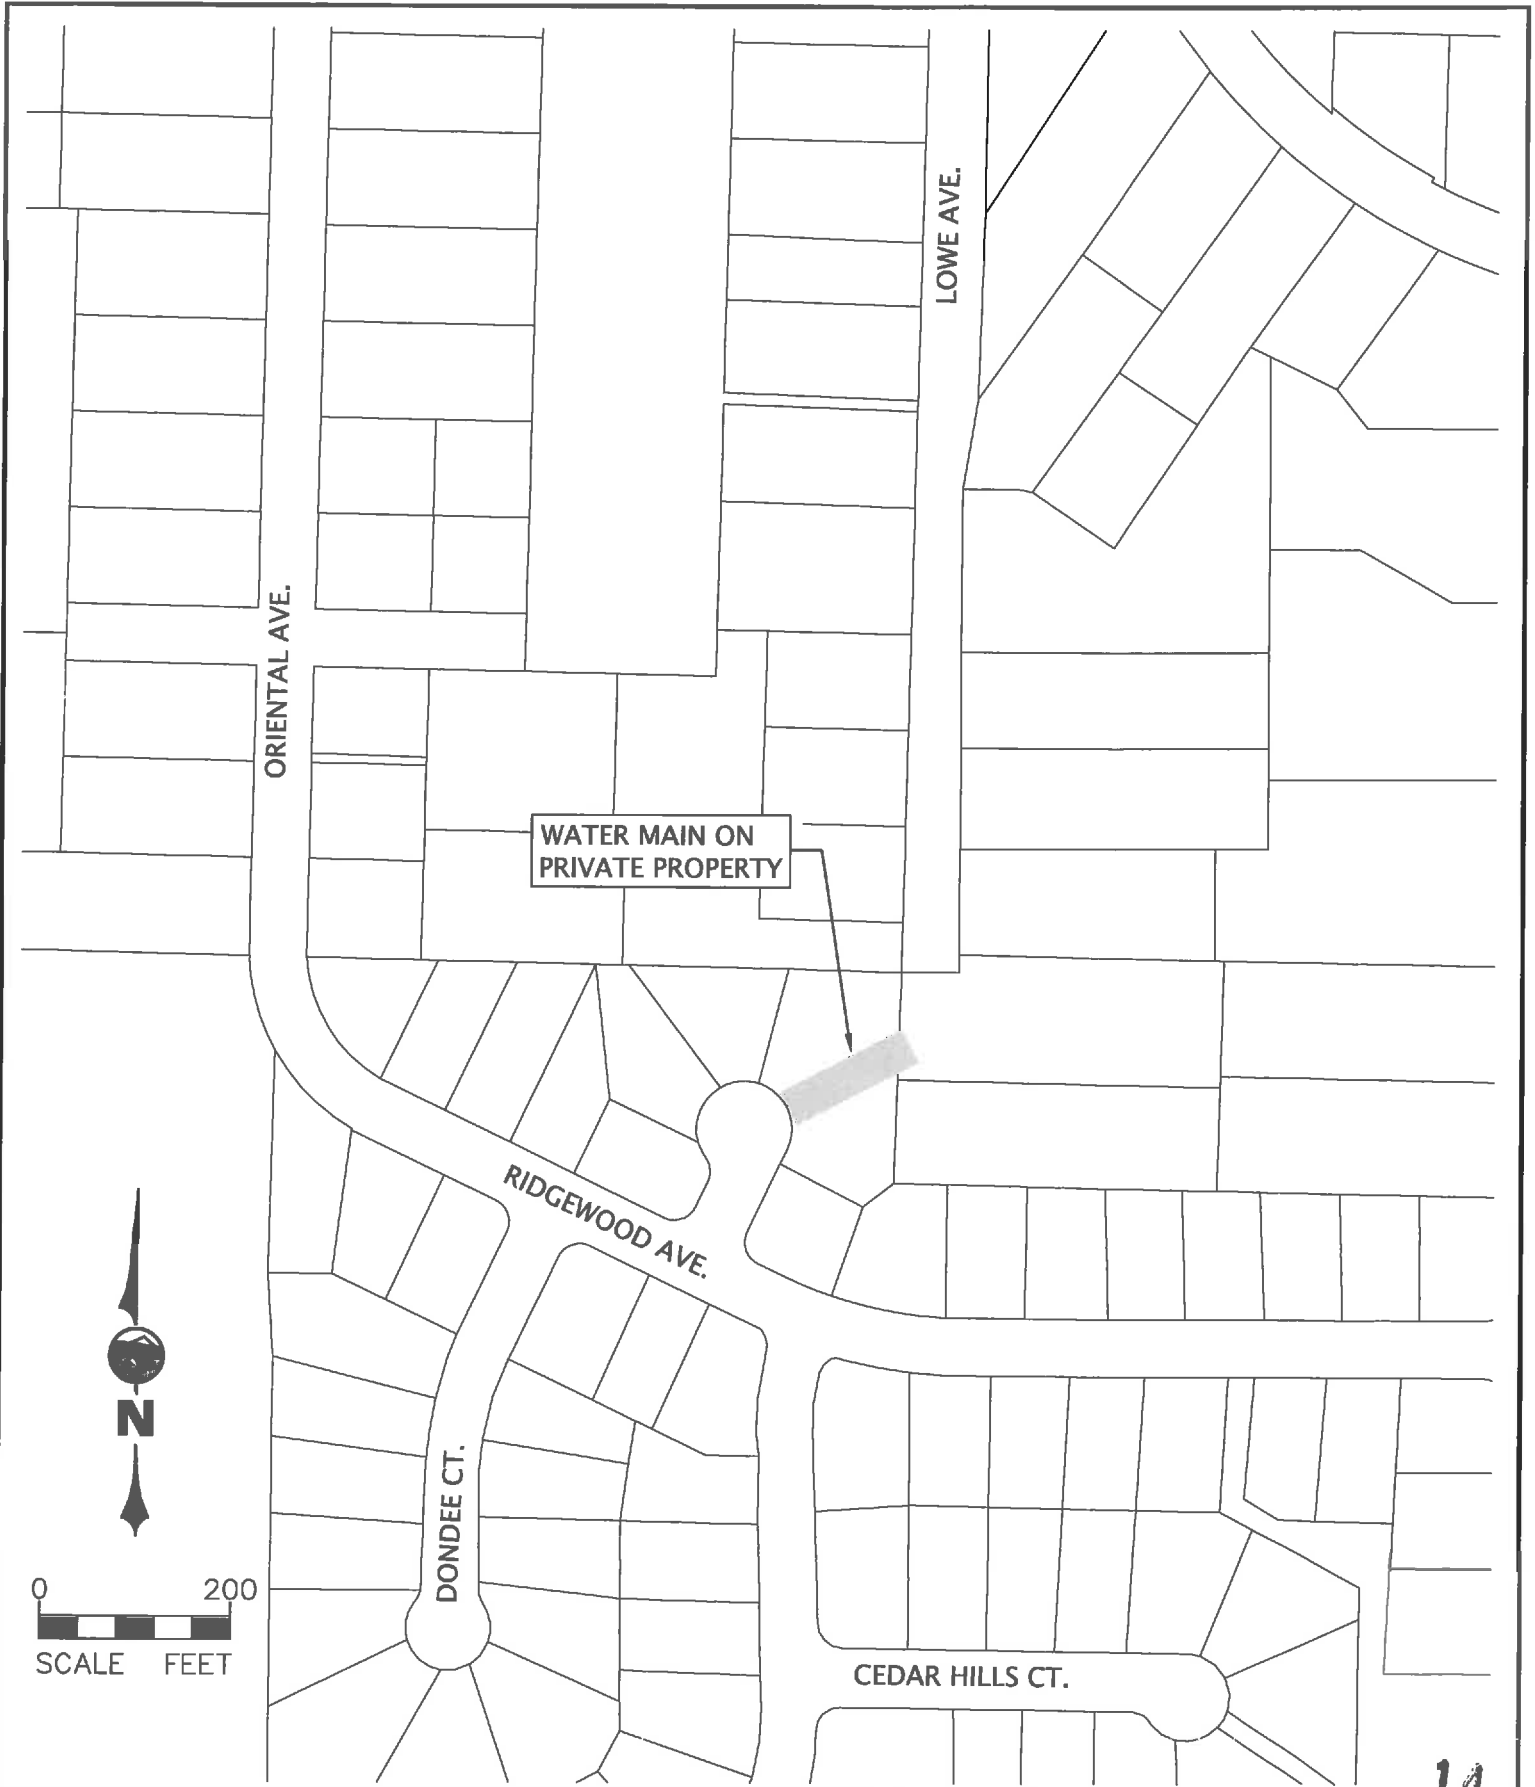 LOWE AVE.
ORIENTAL AVE.
WATER MAIN ON
PRIVATE PROPERTY
RIDGEWOOD AVE.
N
DONDEE CT.
0 200
SCALE FEET
CEDAR HILLS CT.